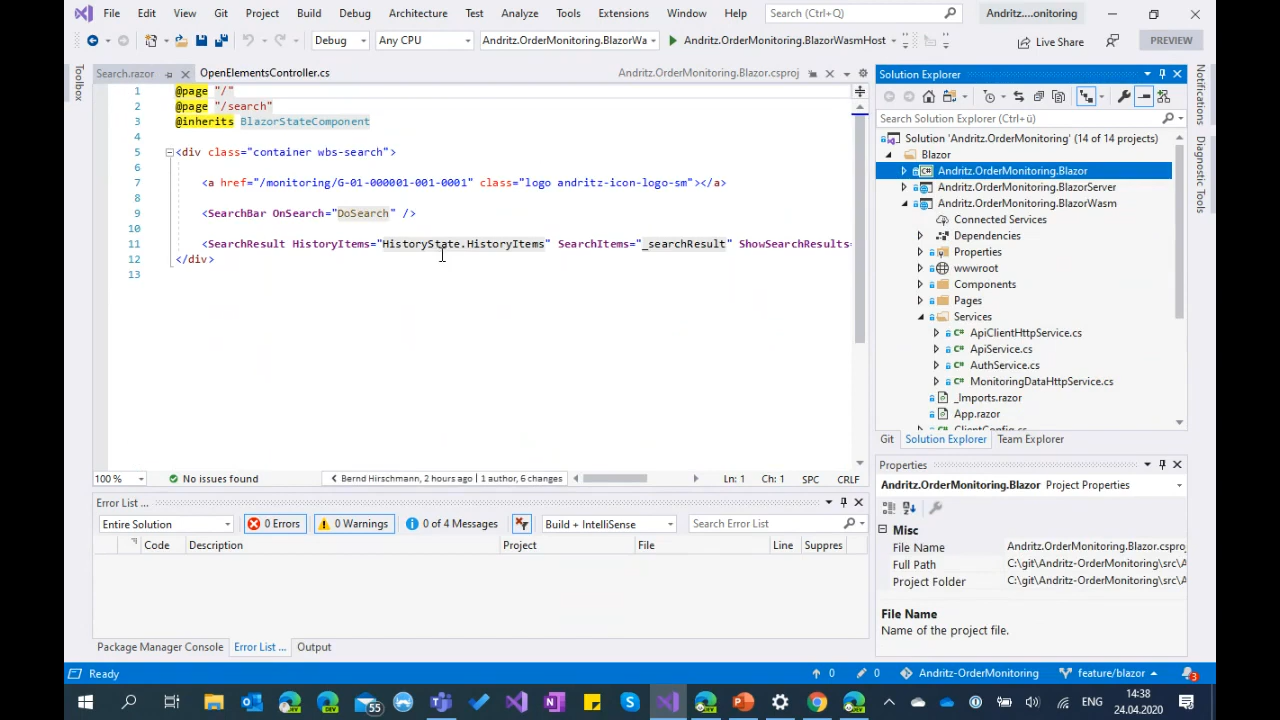 File Edit View Git Project Build Debug Architecture Test Analyze Tools Extensions Window Help Search (Ctrl+Q) Andritz....onitoring
Debug Any CPU Andritz.OrderMonitoring.BlazorWa Andritz.OrderMonitoring.BlazorWasmHost Live Share PREVIEW
Toolbox
Search.razor OpenElementsController.cs Andritz.OrderMonitoring.Blazor.csproj
1 @page "/"
2 @page "/search"
3 @inherits BlazorStateComponent
4
5 <div class="container wbs-search">
6
7 <a href="/monitoring/G-01-000001-001-0001" class="logo andritz-icon-logo-sm"></a>
8
9 <SearchBar OnSearch="DoSearch" />
10
11 <SearchResult HistoryItems="HistoryState.HistoryItems" SearchItems="_searchResult" ShowSearchResults=
12 </div>
13
100 % No issues found Bernd Hirschmann, 2 hours ago | 1 author, 6 changes Ln: 1 Ch: 1 SPC CRLF
Error List ...
Entire Solution 0 Errors 0 Warnings 0 of 4 Messages Build + IntelliSense Search Error List
Code Description Project File Line Suppres
Package Manager Console Error List ... Output
Solution Explorer
Search Solution Explorer (Ctrl+ü)
Solution 'Andritz.OrderMonitoring' (14 of 14 projects)
Blazor
Andritz.OrderMonitoring.Blazor
Andritz.OrderMonitoring.BlazorServer
Andritz.OrderMonitoring.BlazorWasm
Connected Services
Dependencies
Properties
wwwroot
Components
Pages
Services
ApiClientHttpService.cs
ApiService.cs
AuthService.cs
MonitoringDataHttpService.cs
_Imports.razor
App.razor
ClientConfig.cs
Git Solution Explorer Team Explorer
Properties
Andritz.OrderMonitoring.Blazor Project Properties
Misc
File Name Andritz.OrderMonitoring.Blazor.cspro
Full Path C:\git\Andritz-OrderMonitoring\src\A
Project Folder C:\git\Andritz-OrderMonitoring\src\A
File Name
Name of the project file.
Notifications
Diagnostic Tools
Ready 0 0 Andritz-OrderMonitoring feature/blazor 3
DEV DEV 55 ENG 14:38
24.04.2020